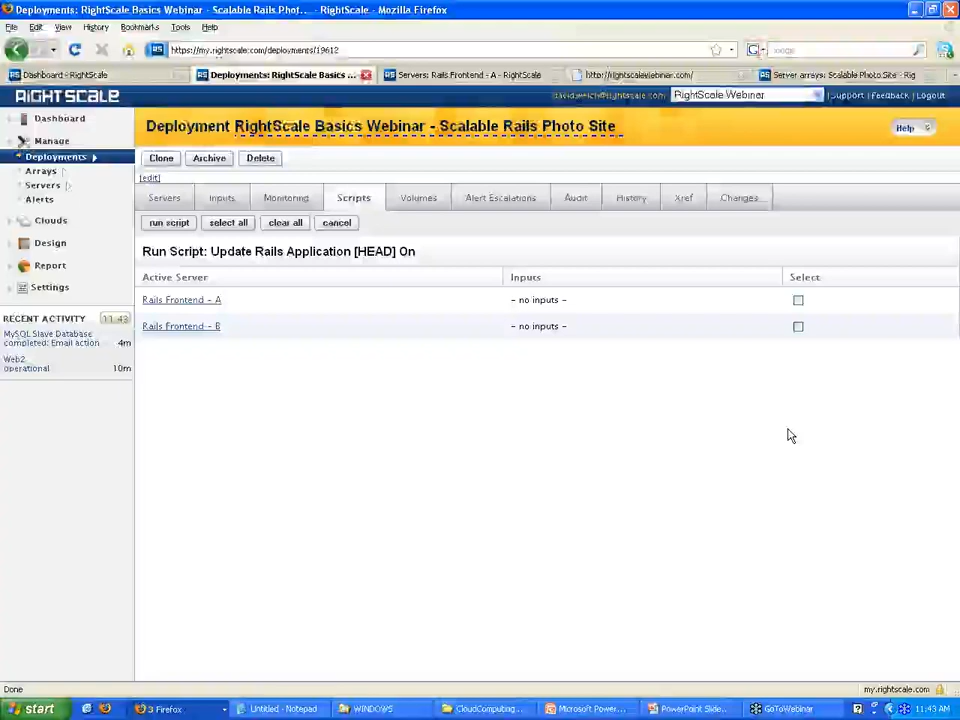 Deployments: RightScale Basics Webinar - Scalable Rails Phot... - RightScale - Mozilla Firefox
File Edit View History Bookmarks Tools Help
https://my.rightscale.com/deployments/19612
Dashboard - RightScale
Deployments: RightScale Basics ...
Servers: Rails Frontend - A - RightScale
http://rightscalewebinar.com/
Server arrays: Scalable Photo Site - Rig
RIGHTSCALE
RightScale Webinar
Support | Feedback | Logout
Dashboard
Manage
Deployments
Arrays
Servers
Alerts
Clouds
Design
Report
Settings
RECENT ACTIVITY 11:43
MySQL Slave Database
completed: Email action 4m
Web2
operational 10m
Deployment RightScale Basics Webinar - Scalable Rails Photo Site
Help
Clone Archive Delete
[edit]
Servers Inputs Monitoring Scripts Volumes Alert Escalations Audit History Xref Changes...
run script select all clear all cancel
Run Script: Update Rails Application [HEAD] On
Active Server Inputs Select
Rails Frontend - A - no inputs -
Rails Frontend - B - no inputs -
Done
my.rightscale.com
start
3 Firefox
Untitled - Notepad
WINDOWS
CloudComputing ...
Microsoft Power...
PowerPoint Slide...
GoToWebinar
11:43 AM